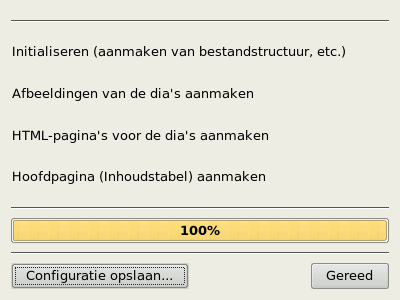 Initialiseren (aanmaken van bestandstructuur, etc.)
Afbeeldingen van de dia's aanmaken
HTML-pagina's voor de dia's aanmaken
Hoofdpagina (Inhoudstabel) aanmaken
100%
Configuratie opslaan... Gereed